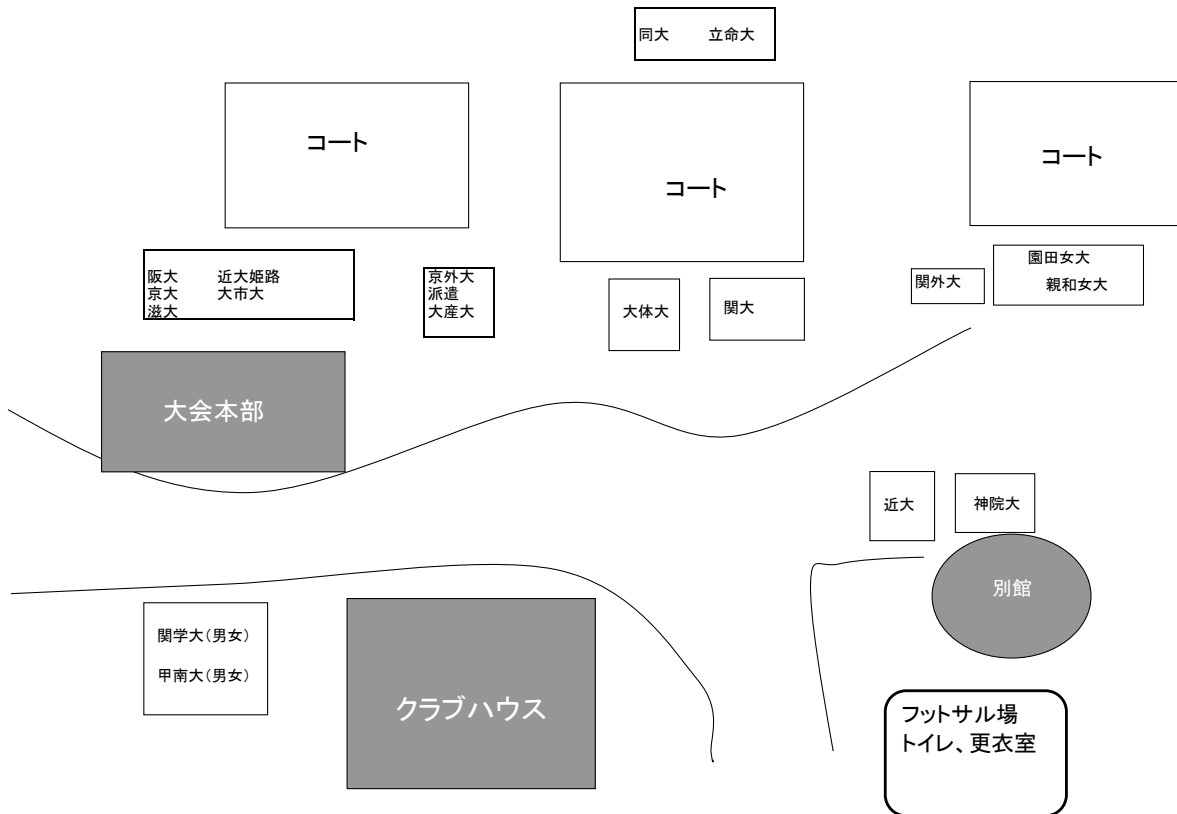 同大　立命大
コート
コート
コート
阪大　近大姫路
京大　大市大
滋大
京外大
派遣
大産大
大体大
関大
関外大
園田女大
親和女大
大会本部
近大
神院大
別館
関学大(男女)
甲南大(男女)
クラブハウス
フットサル場
トイレ、更衣室